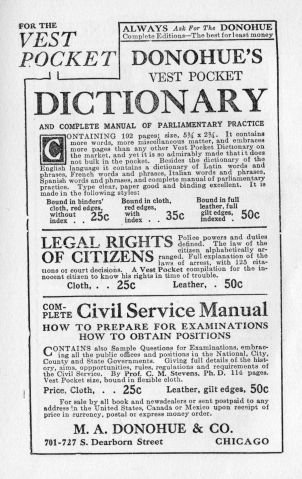 FOR THE
VEST
POCKET
ALWAYS Ask For The DONOHUE
Complete Editions—The best for least money
DONOHUE'S
VEST POCKET
DICTIONARY
AND COMPLETE MANUAL OF PARLIAMENTARY PRACTICE
CONTAINING 192 pages; size, 5¾ x 2¾. It contains
more words, more miscellaneous matter, and embraces
more pages than any other Vest Pocket Dictionary on
the market, and yet it is so admirably made that it does
not bulk in the pocket. Besides the dictionary of the
English language it contains a dictionary of Latin words and
phrases, French words and phrases, Italian words and phrases,
Spanish words and phrases, and complete manual of parliamentary
practice. Type clear, paper good and binding excellent. It is
made in the following styles:
Bound in binders' cloth, red edges, without index . . 25c
Bound in cloth, red edges, with index . . 35c
Bound in full leather, full gilt edges, indexed . 50c
LEGAL RIGHTS
OF CITIZENS
Police powers and duties
defined. The law of the
citizen alphabetically ar-
ranged. Full explanation of the
laws of arrest, with 125 cita-
tions of court decisions. A Vest Pocket compilation for the in-
nocent citizen to know his rights in time of trouble.
Cloth, . . 25c Leather, . 50c
COM-
PLETE Civil Service Manual
HOW TO PREPARE FOR EXAMINATIONS
HOW TO OBTAIN POSITIONS
CONTAINS also Sample Questions for Examinations, embrac-
ing all the public offices and positions in the National, City,
County and State Governments. Giving full details of the hist-
ory, aims, opportunities, rules, regulations and requirements of
the Civil Service. By Prof. C. M. Stevens, Ph. D. 114 pages.
Vest Pocket size, bound in flexible cloth.
Price, Cloth, . . 25c Leather, gilt edges, 50c
For sale by all book and newsdealers or sent postpaid to any
address in the United States, Canada or Mexico upon receipt of
price in currency, postal or express money order.
M. A. DONOHUE & CO.
701-727 S. Dearborn Street CHICAGO